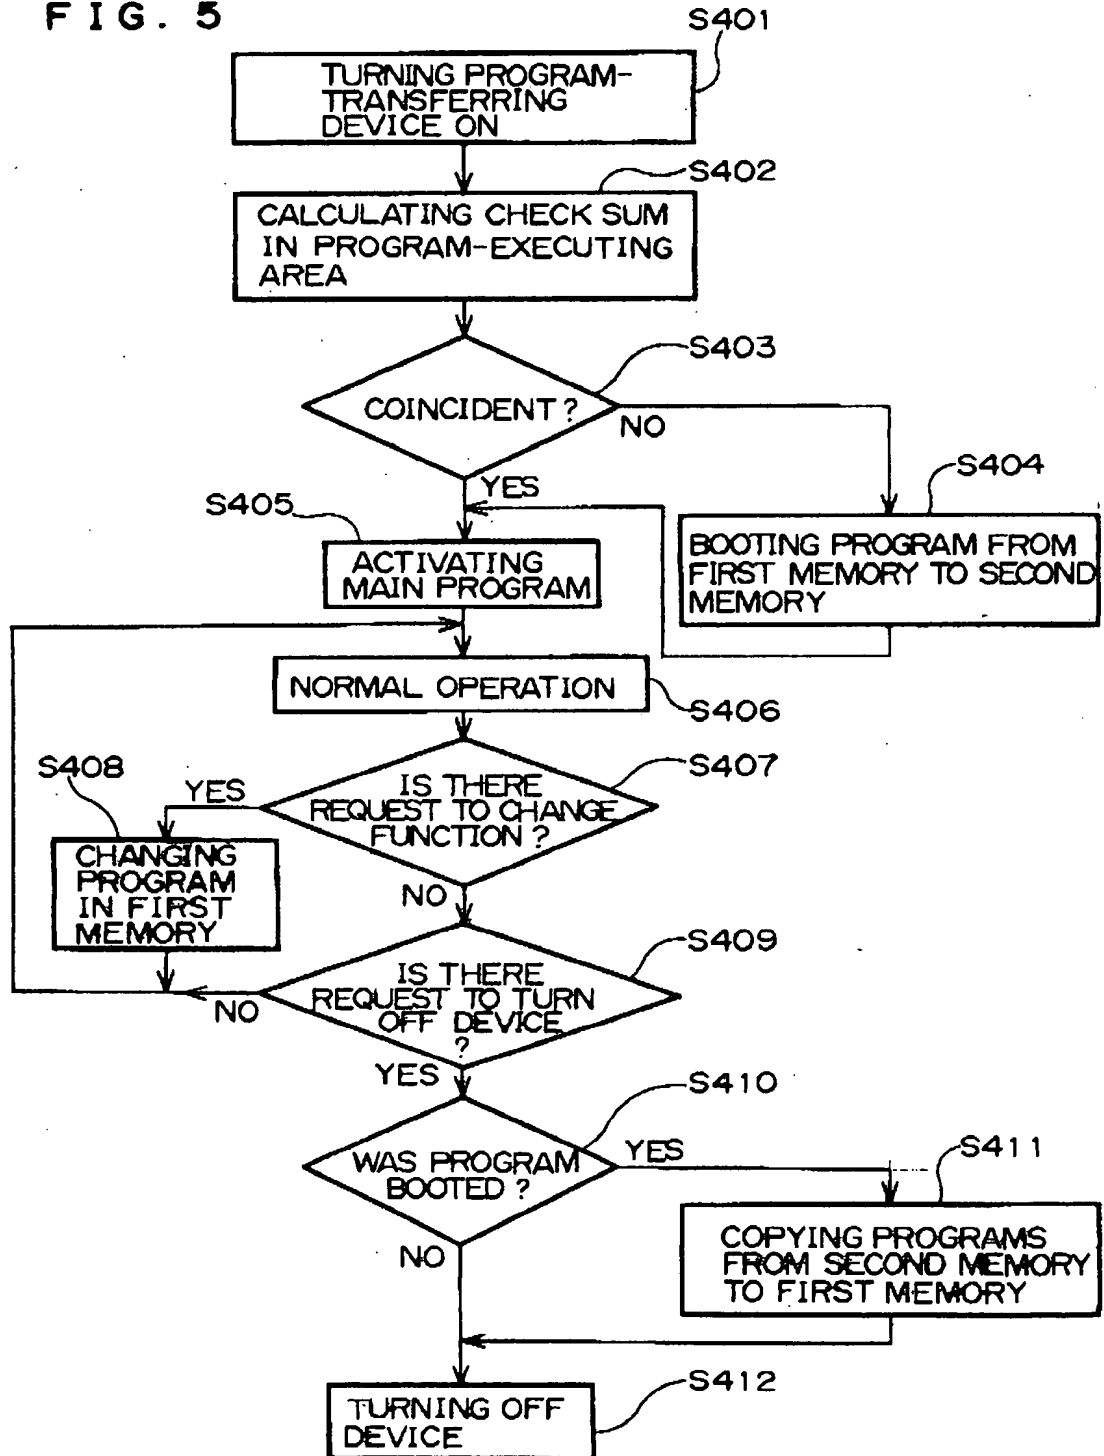 FIG. 5
S401
TURNING PROGRAM-
TRANSFERRING
DEVICE ON
S402
CALCULATING CHECK SUM
IN PROGRAM-EXECUTING
AREA
S403
COINCIDENT ?
NO
YES
S404
BOOTING PROGRAM FROM
FIRST MEMORY TO SECOND
MEMORY
S405
ACTIVATING
MAIN PROGRAM
NORMAL OPERATION
S406
S407
IS THERE
REQUEST TO CHANGE
FUNCTION ?
YES
S408
CHANGING
PROGRAM
IN FIRST
MEMORY
NO
S409
IS THERE
REQUEST TO TURN
OFF DEVICE
?
NO
YES
S410
WAS PROGRAM
BOOTED ?
YES
S411
COPYING PROGRAMS
FROM SECOND MEMORY
TO FIRST MEMORY
NO
S412
TURNING OFF
DEVICE